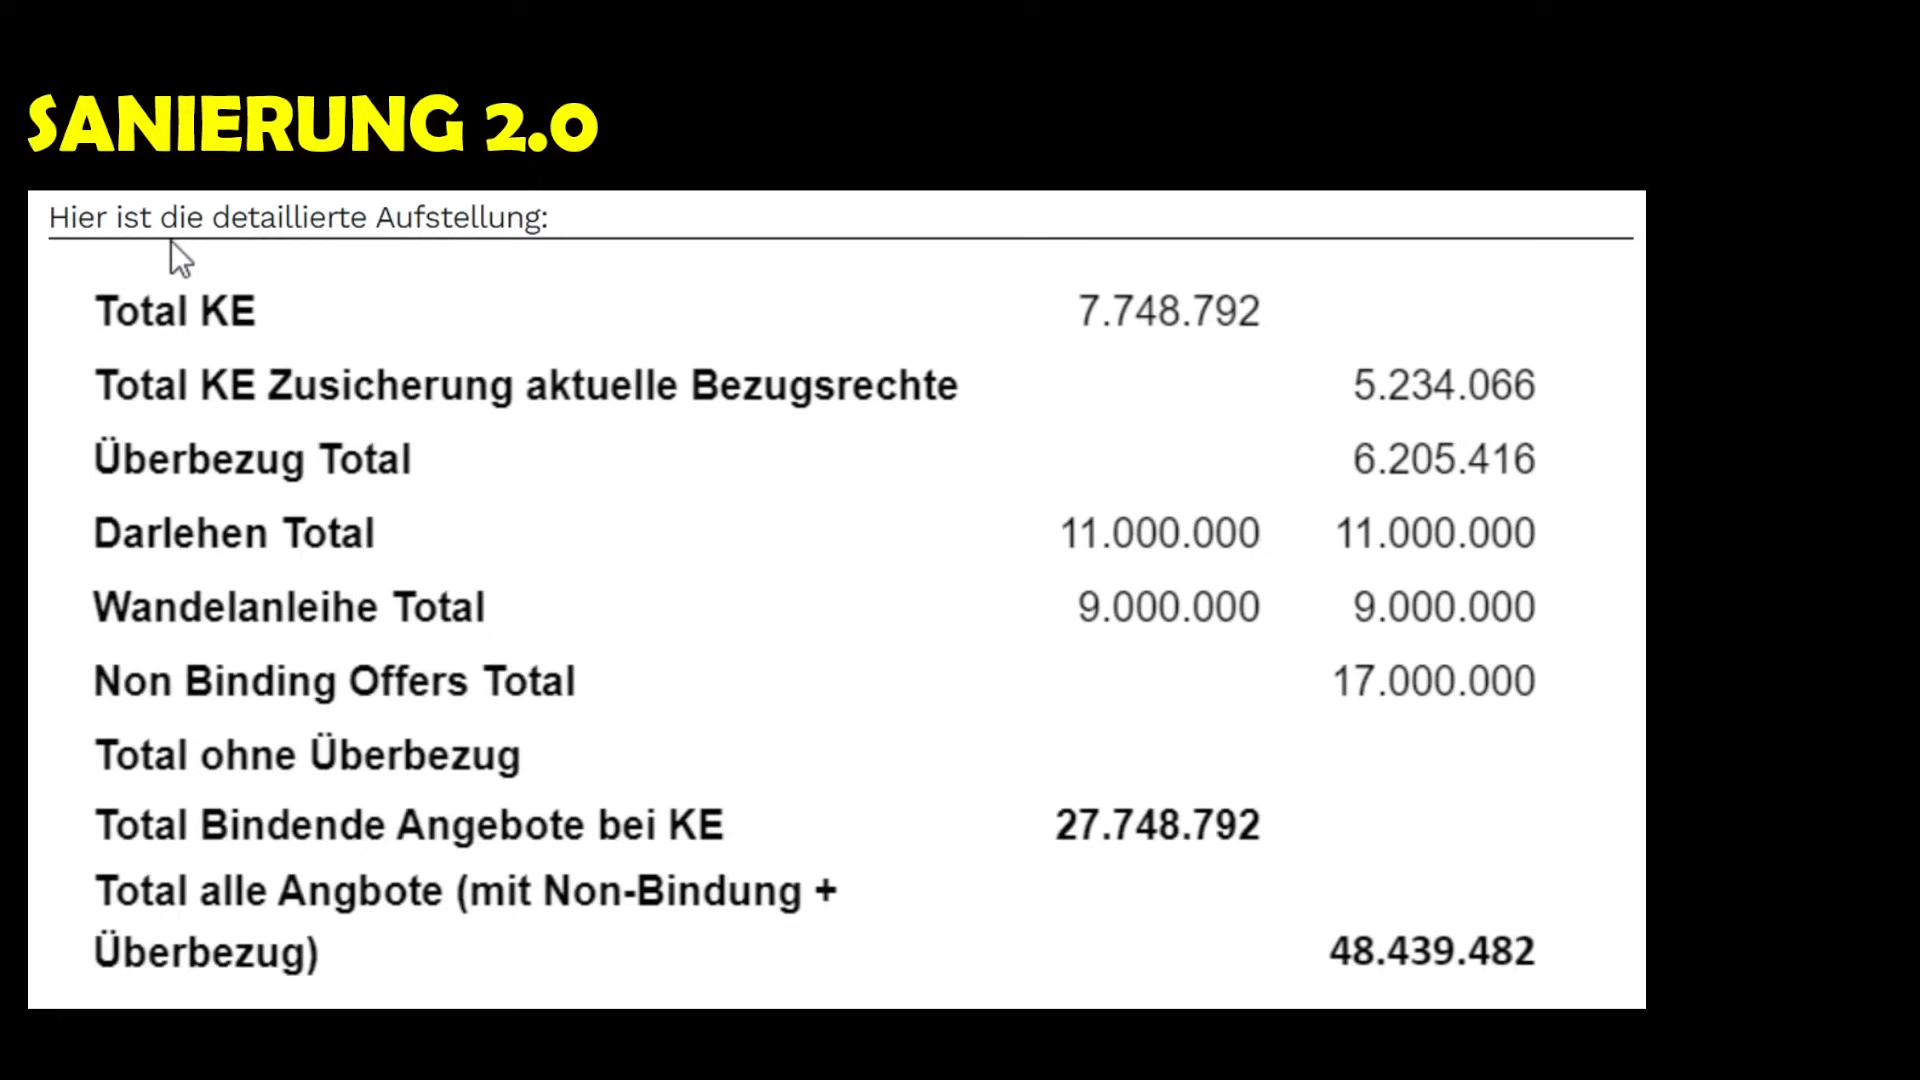 SANIERUNG 2.0
Hier ist die detaillierte Aufstellung:
Total KE 7.748.792
Total KE Zusicherung aktuelle Bezugsrechte 5.234.066
Überbezug Total 6.205.416
Darlehen Total 11.000.000 11.000.000
Wandelanleihe Total 9.000.000 9.000.000
Non Binding Offers Total 17.000.000
Total ohne Überbezug
Total Bindende Angebote bei KE 27.748.792
Total alle Angbote (mit Non-Bindung +
Überbezug) 48.439.482